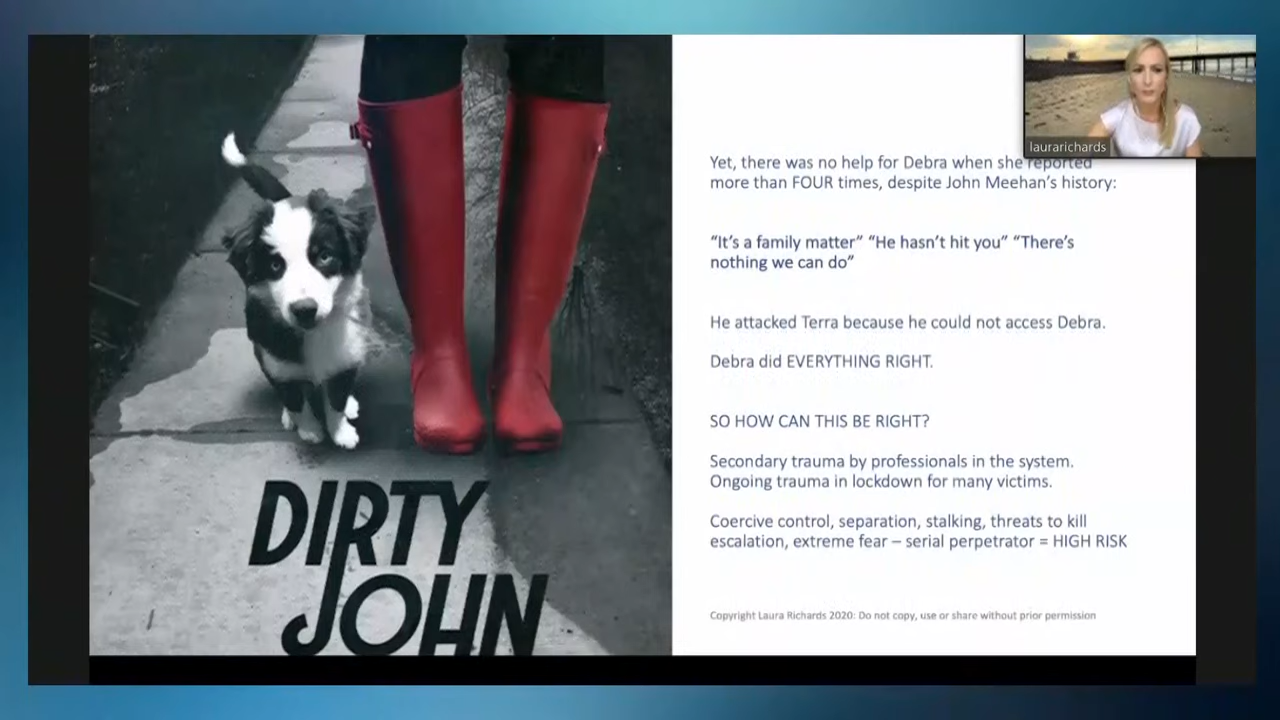 laurarichards
Yet, there was no help for Debra when she reported
more than FOUR times, despite John Meehan’s history:
“It’s a family matter” “He hasn’t hit you” “There’s
nothing we can do”
He attacked Terra because he could not access Debra.
Debra did EVERYTHING RIGHT.
SO HOW CAN THIS BE RIGHT?
Secondary trauma by professionals in the system.
Ongoing trauma in lockdown for many victims.
Coercive control, separation, stalking, threats to kill
escalation, extreme fear – serial perpetrator = HIGH RISK
Copyright Laura Richards 2020: Do not copy, use or share without prior permission
DIRTY
JOHN